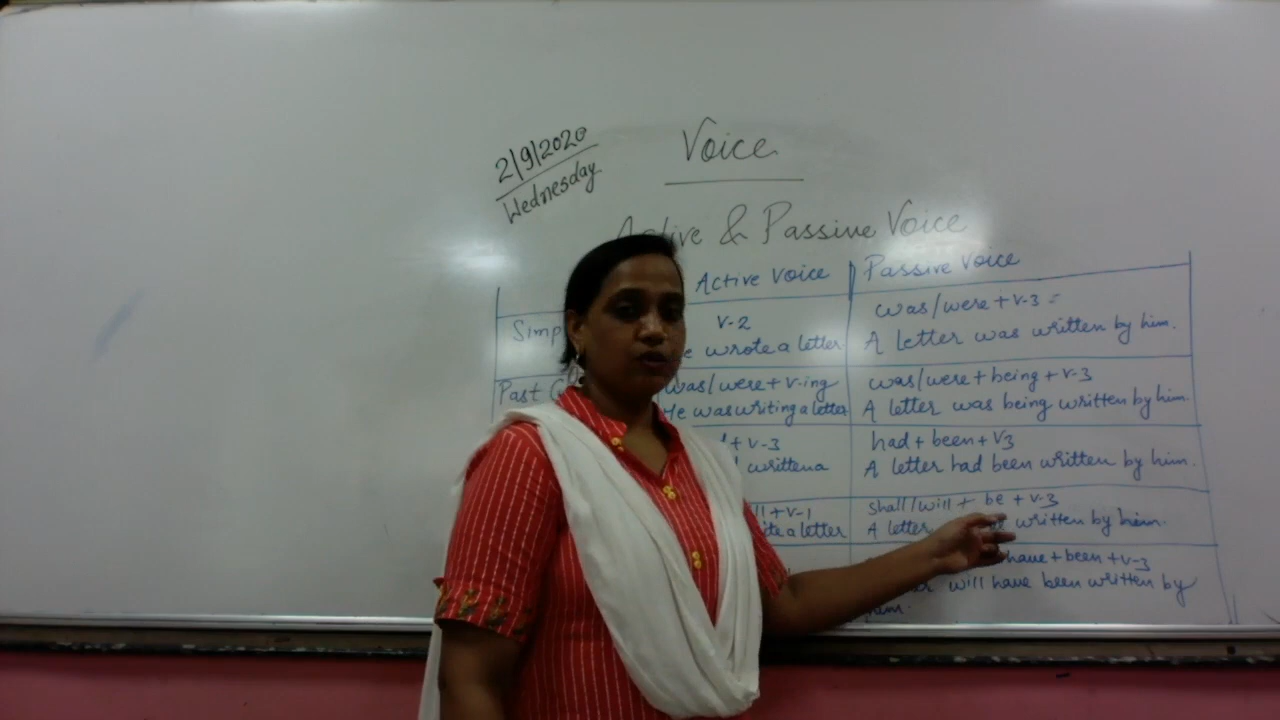 2/9/2020
Wednesday
Voice
Active & Passive Voice
Active Voice
Passive Voice
V-2
wrote a letter
was/were + v-3 =
A letter was written by him.
Past
was/were + v-ing
He was writing a letter
was/were + being + v-3
A letter was being written by him.
+ v-3
written a
had + been + V3
A letter had been written by him.
+ v-1
a letter
shall/will + be + v-3
A letter written by him.
have + been + v-3
will have been written by
him.